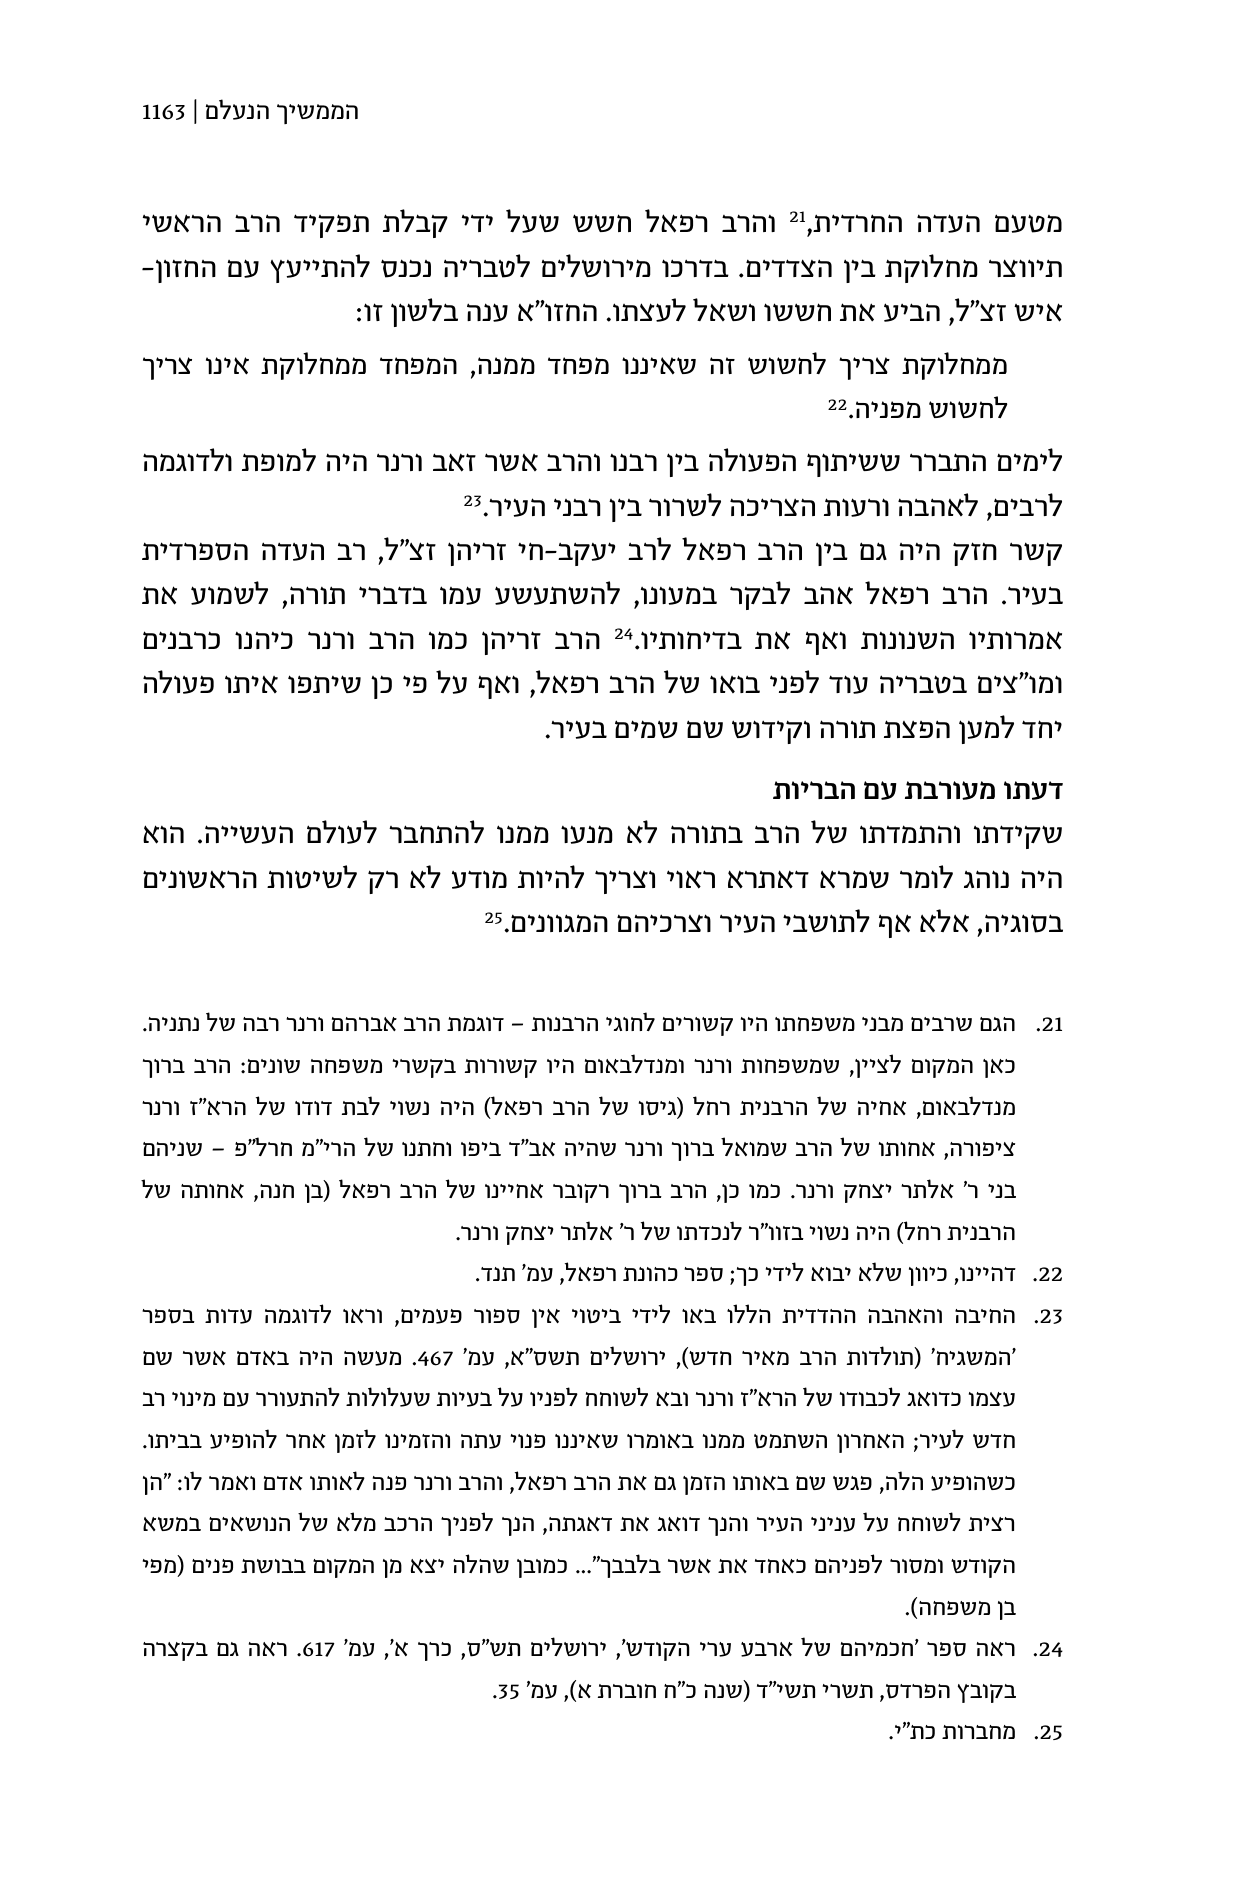 הממשיך הנעלם | 1163
מטעם העדה החרדית,21 והרב רפאל חשש שעל ידי קבלת תפקיד הרב הראשי
תיווצר מחלוקת בין הצדדים. בדרכו מירושלים לטבריה נכנס להתייעץ עם החזון-
איש זצ”ל, הביע את חששו ושאל לעצתו. החזו”א ענה בלשון זו:
ממחלוקת צריך לחשוש זה שאיננו מפחד ממנה, המפחד ממחלוקת אינו צריך
לחשוש מפניה.22
לימים התברר ששיתוף הפעולה בין רבנו והרב אשר זאב ורנר היה למופת ולדוגמה
לרבים, לאהבה ורעות הצריכה לשרור בין רבני העיר.23
קשר חזק היה גם בין הרב רפאל לרב יעקב-חי זריהן זצ”ל, רב העדה הספרדית
בעיר. הרב רפאל אהב לבקר במעונו, להשתעשע עמו בדברי תורה, לשמוע את
אמרותיו השנונות ואף את בדיחותיו.24 הרב זריהן כמו הרב ורנר כיהנו כרבנים
ומו”צים בטבריה עוד לפני בואו של הרב רפאל, ואף על פי כן שיתפו איתו פעולה
יחד למען הפצת תורה וקידוש שם שמים בעיר.
דעתו מעורבת עם הבריות
שקידתו והתמדתו של הרב בתורה לא מנעו ממנו להתחבר לעולם העשייה. הוא
היה נוהג לומר שמרא דאתרא ראוי וצריך להיות מודע לא רק לשיטות הראשונים
בסוגיה, אלא אף לתושבי העיר וצרכיהם המגוונים.25
21. הגם שרבים מבני משפחתו היו קשורים לחוגי הרבנות – דוגמת הרב אברהם ורנר רבה של נתניה.
כאן המקום לציין, שמשפחות ורנר ומנדלבאום היו קשורות בקשרי משפחה שונים: הרב ברוך
מנדלבאום, אחיה של הרבנית רחל (גיסו של הרב רפאל) היה נשוי לבת דודו של הרא”ז ורנר
ציפורה, אחותו של הרב שמואל ברוך ורנר שהיה אב”ד ביפו וחתנו של הרי”מ חרל”פ – שניהם
בני ר’ אלתר יצחק ורנר. כמו כן, הרב ברוך רקובר אחיינו של הרב רפאל (בן חנה, אחותה של
הרבנית רחל) היה נשוי בזוו”ר לנכדתו של ר’ אלתר יצחק ורנר.
22. דהיינו, כיוון שלא יבוא לידי כך; ספר כהונת רפאל, עמ’ תנד.
23. החיבה והאהבה ההדדית הללו באו לידי ביטוי אין ספור פעמים, וראו לדוגמה עדות בספר
’המשגיח’ (תולדות הרב מאיר חדש), ירושלים תשס”א, עמ’ 467. מעשה היה באדם אשר שם
עצמו כדואג לכבודו של הרא”ז ורנר ובא לשוחח לפניו על בעיות שעלולות להתעורר עם מינוי רב
חדש לעיר; האחרון השתמט ממנו באומרו שאיננו פנוי עתה והזמינו לזמן אחר להופיע בביתו.
כשהופיע הלה, פגש שם באותו הזמן גם את הרב רפאל, והרב ורנר פנה לאותו אדם ואמר לו: ”הן
רצית לשוחח על עניני העיר והנך דואג את דאגתה, הנך לפניך הרכב מלא של הנושאים במשא
הקודש ומסור לפניהם כאחד את אשר בלבבך”... כמובן שהלה יצא מן המקום בבושת פנים (מפי
בן משפחה).
24. ראה ספר ’חכמיהם של ארבע ערי הקודש’, ירושלים תש”ס, כרך א’, עמ’ 617. ראה גם בקצרה
בקובץ הפרדס, תשרי תשי”ד (שנה כ”ח חוברת א), עמ’ 35.
25. מחברות כת”י.